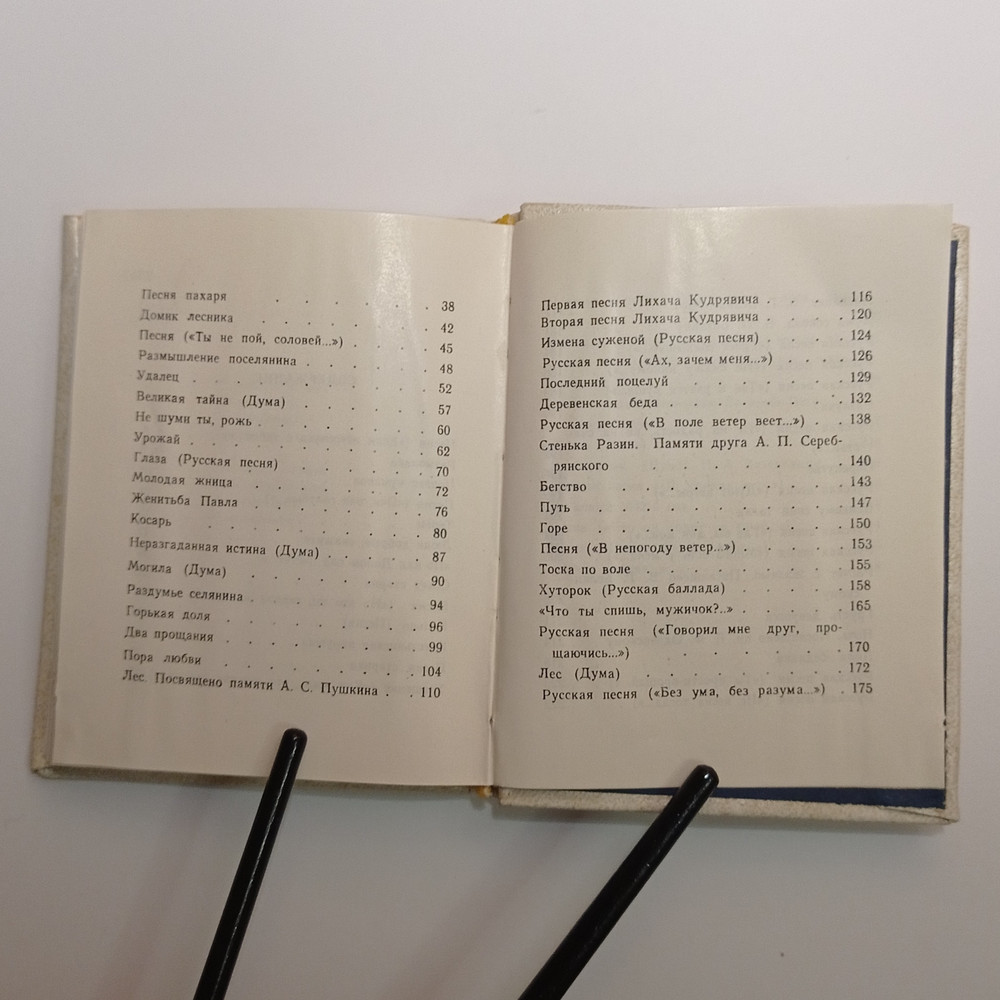 Песня пахаря . . . . . . 38
Домик лесника . . . . . . . 42
Песня («Ты не пой, соловей...») . . . . . 45
Размышление поселянина . . . . . . 48
Удалец . . . . . . . . . . 52
Великая тайна (Дума) . . . . . . 57
Не шуми ты, рожь . . . . . . . . 60
Урожай . . . . . . . . . . 62
Глаза (Русская песня) . . . . . . 70
Молодая жница . . . . . . . . 72
Женитьба Павла . . . . . . . . 76
Косарь . . . . . . . . . 80
Неразгаданная истина (Дума) . . . . . . 87
Могила (Дума) . . . . . . . . 90
Раздумье селянина . . . . . . . . 94
Горькая доля . . . . . . . . 96
Два прощания . . . . . . . . 99
Пора любви . . . . . . . . 104
Лес. Посвящено памяти А. С. Пушкина . . 110
Первая песня Лихача Кудрявича . . . . 116
Вторая песня Лихача Кудрявича . . . . 120
Измена суженой (Русская песня) . . . . 124
Русская песня («Ах, зачем меня...») . . . . 126
Последний поцелуй . . . . . . . 129
Деревенская беда . . . . . . . . 132
Русская песня («В поле ветер веет...») . . 138
Стенька Разин. Памяти друга А. П. Сереб-
рянского . . . . . . . . 140
Бегство . . . . . . . . . . 143
Путь . . . . . . . . . . . 147
Горе . . . . . . . . . . . 150
Песня («В непогоду ветер...») . . . . . 153
Тоска по воле . . . . . . . . . 155
Хуторок (Русская баллада) . . . . . 158
«Что ты спишь, мужичок?..» . . . . . 165
Русская песня («Говорил мне друг, про-
щаючись...») . . . . . . . 170
Лес (Дума) . . . . . . . . . 172
Русская песня («Без ума, без разума...») . 175